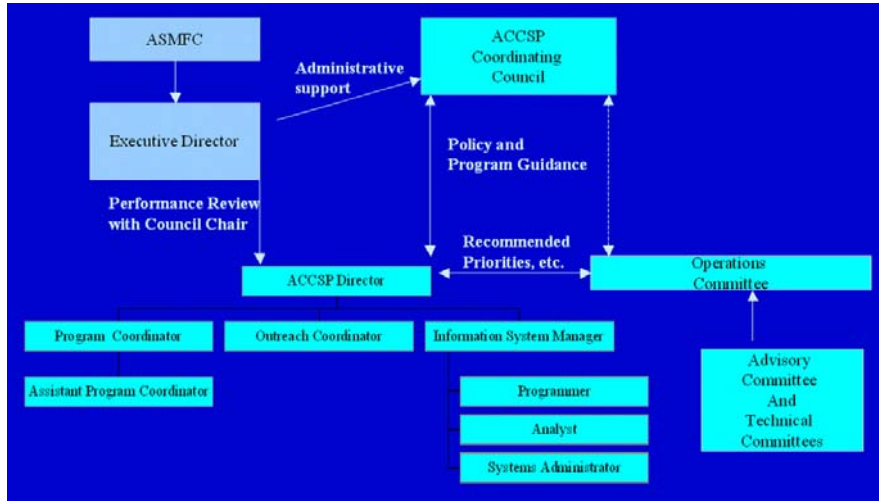 ASMFC
ACCSP
Coordinating
Council
Administrative
support
Executive Director
Policy and
Program Guidance
Performance Review
with Council Chair
Recommended
Priorities, etc.
ACCSP Director
Operations
Committee
Program Coordinator
Outreach Coordinator
Information System Manager
Advisory
Committee
And
Technical
Committees
Assistant Program Coordinator
Programmer
Analyst
Systems Administrator